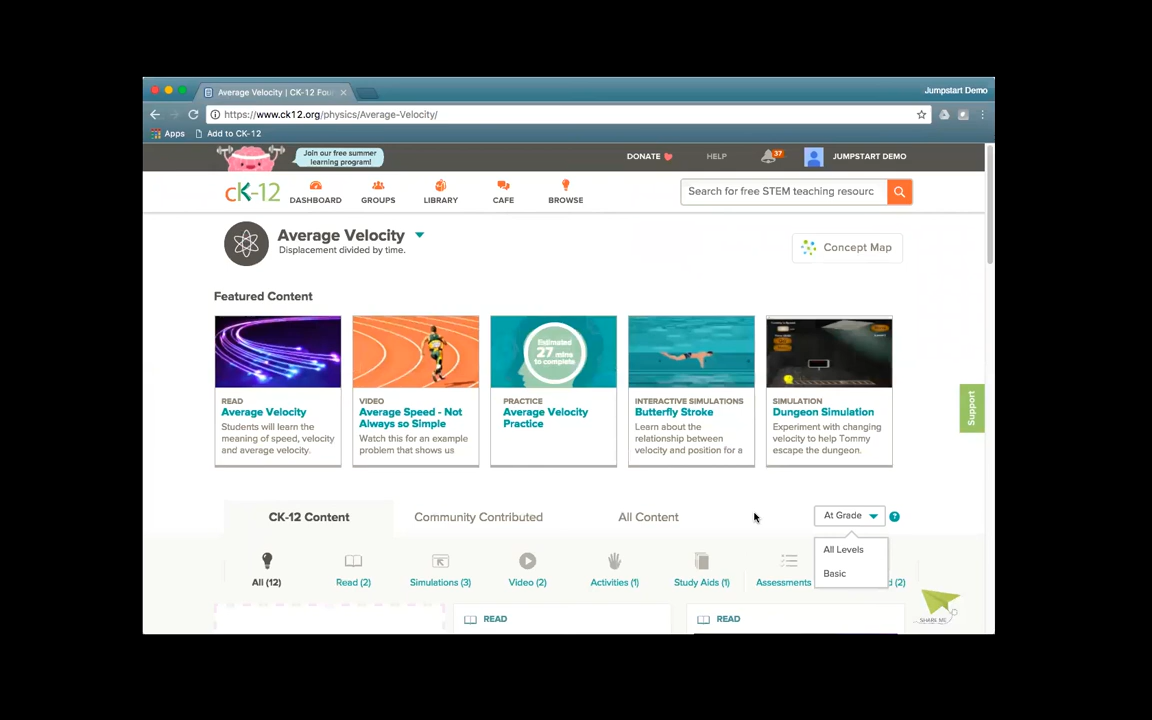 Average Velocity | CK-12 Fou
Jumpstart Demo
https://www.ck12.org/physics/Average-Velocity/
Apps
Add to CK-12
Join our free summer
learning program!
DONATE
HELP
37
JUMPSTART DEMO
cK-12
DASHBOARD
GROUPS
LIBRARY
CAFE
BROWSE
Search for free STEM teaching resourc
Average Velocity
Displacement divided by time.
Concept Map
Featured Content
READ
Average Velocity
Students will learn the
meaning of speed, velocity
and average velocity.
VIDEO
Average Speed - Not
Always so Simple
Watch this for an example
problem that shows us
Estimated
27 mins
to complete
PRACTICE
Average Velocity
Practice
INTERACTIVE SIMULATIONS
Butterfly Stroke
Learn about the
relationship between
velocity and position for a
SIMULATION
Dungeon Simulation
Experiment with changing
velocity to help Tommy
escape the dungeon.
Support
CK-12 Content
Community Contributed
All Content
At Grade
?
All Levels
Basic
All (12)
Read (2)
Simulations (3)
Video (2)
Activities (1)
Study Aids (1)
Assessments
d (2)
READ
READ
SHARE ME